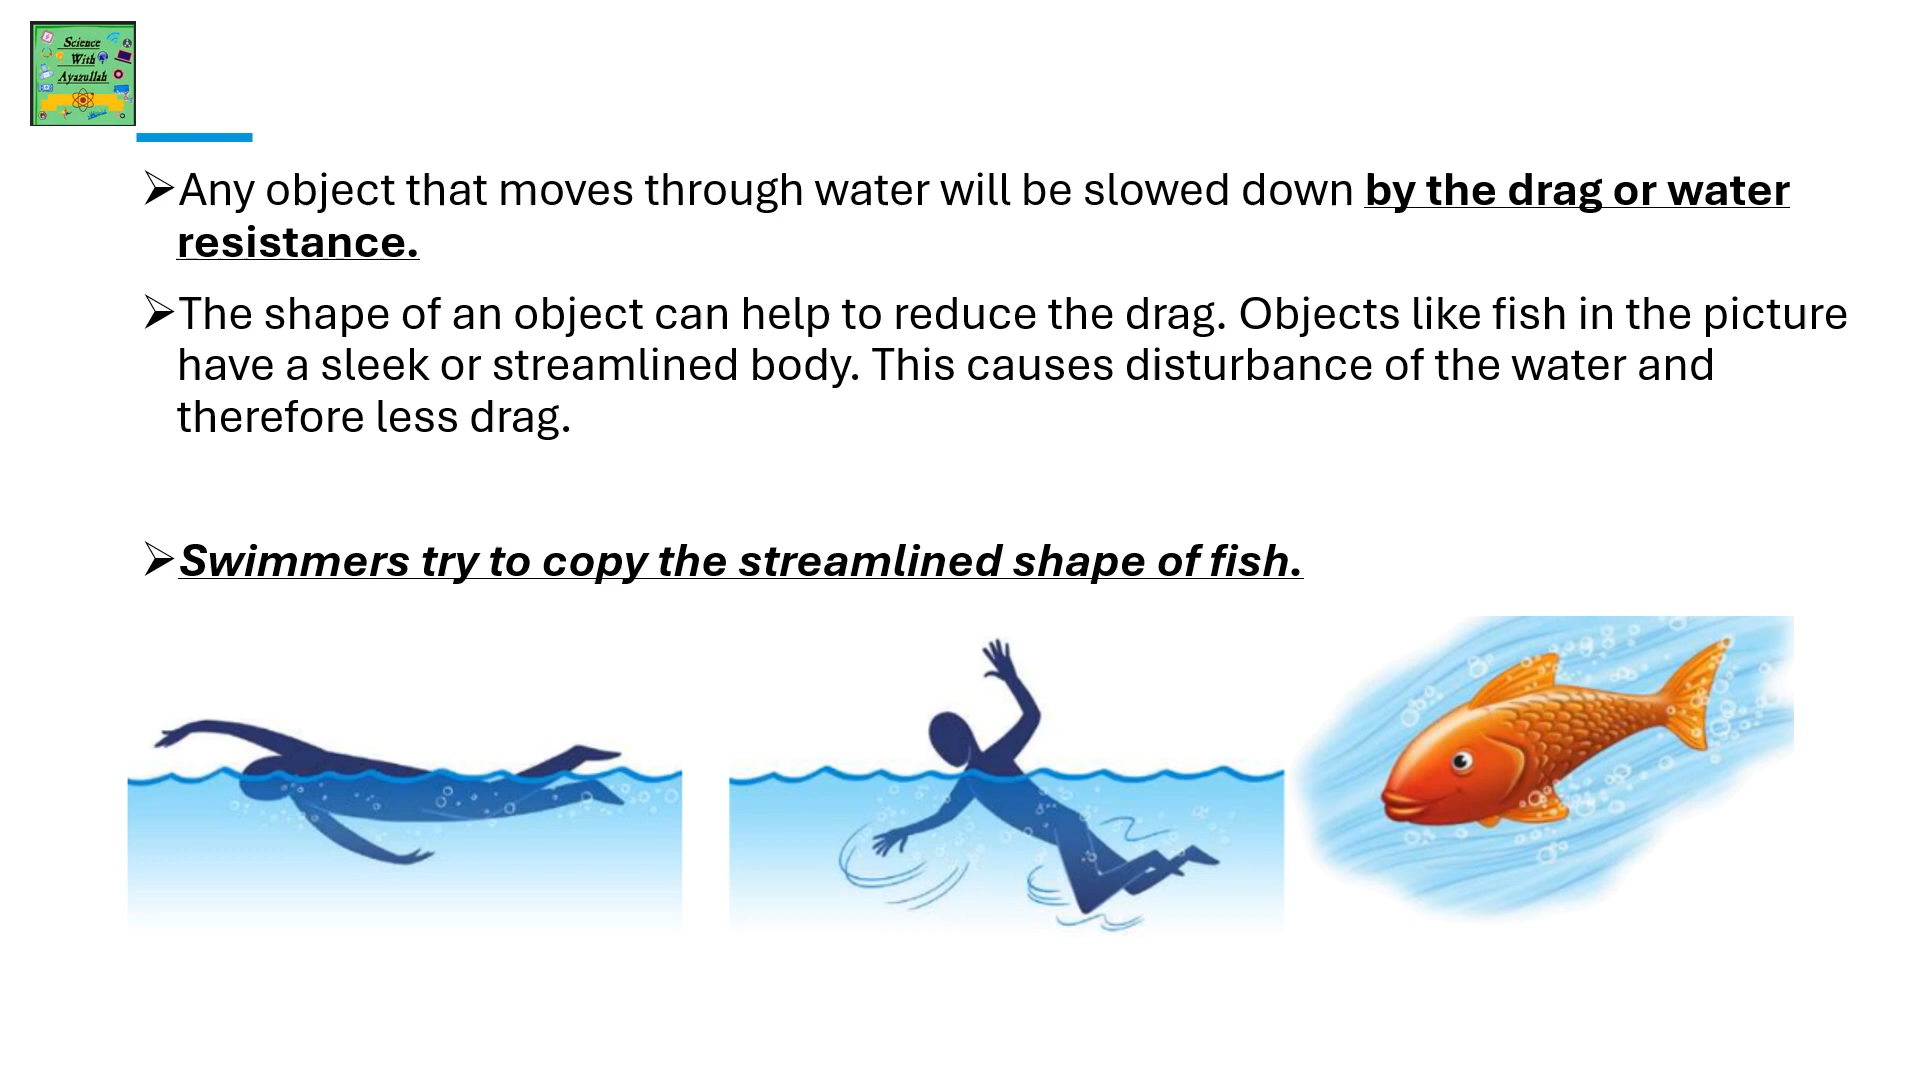 Science
With
Ayazullah
➢Any object that moves through water will be slowed down by the drag or water
resistance.
➢The shape of an object can help to reduce the drag. Objects like fish in the picture
have a sleek or streamlined body. This causes disturbance of the water and
therefore less drag.
➢Swimmers try to copy the streamlined shape of fish.